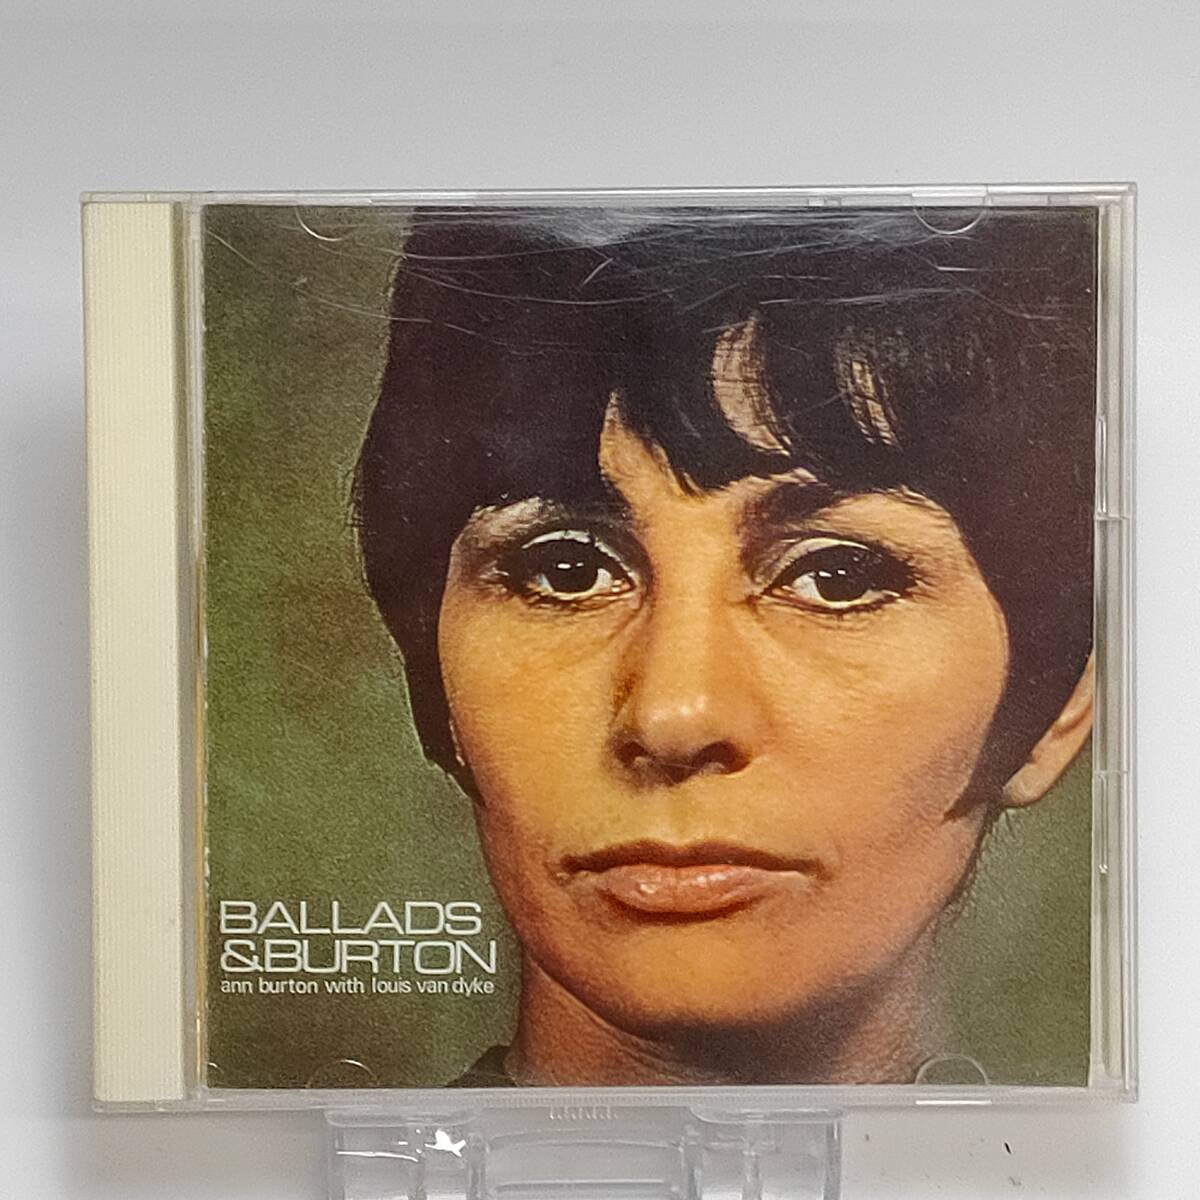 BALLADS
&BURTON
ann burton with louis van dyke